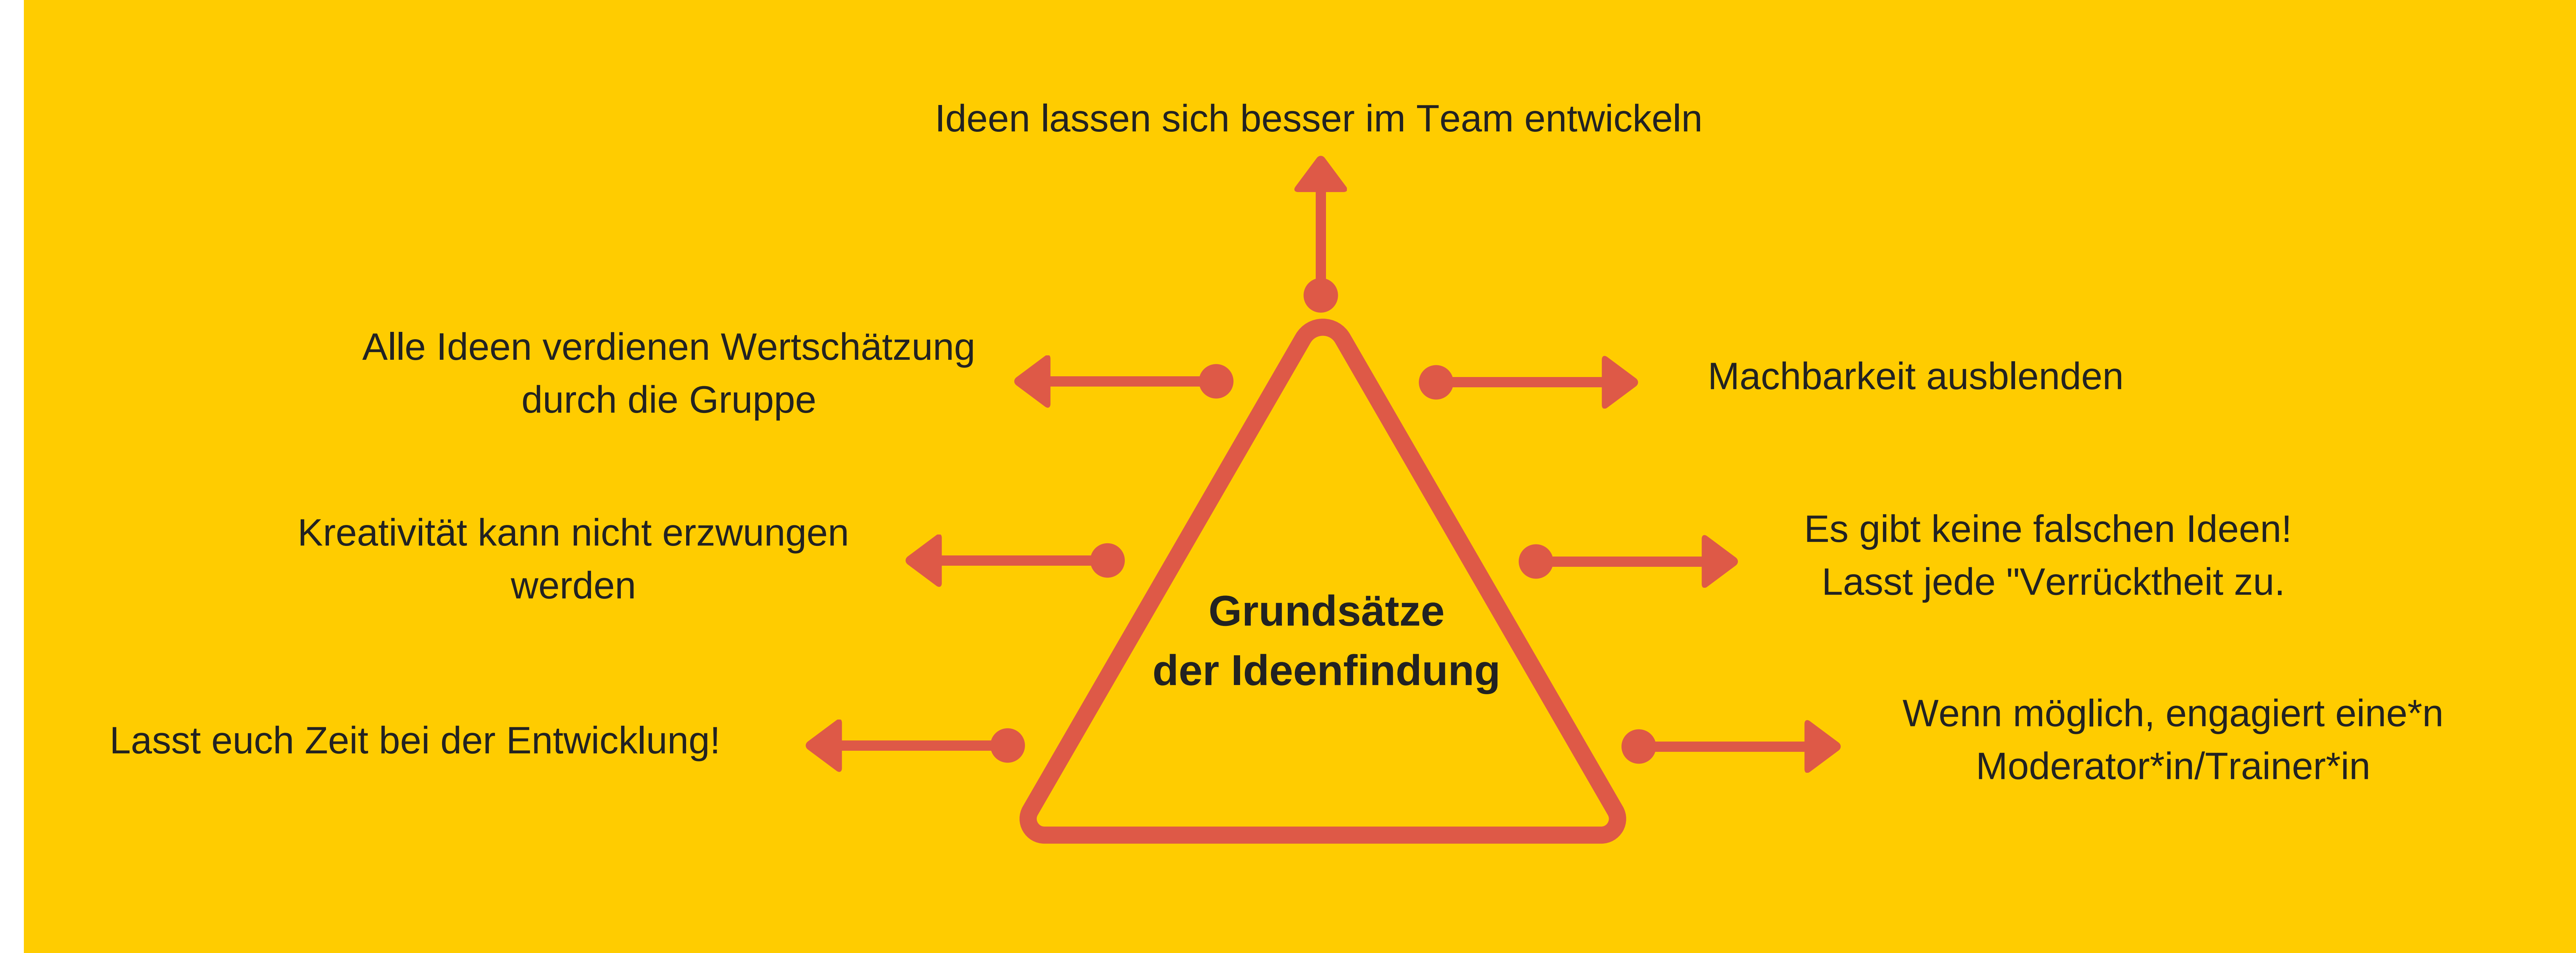 Ideen lassen sich besser im Team entwickeln
Alle Ideen verdienen Wertschätzung
durch die Gruppe
Machbarkeit ausblenden
Kreativität kann nicht erzwungen
werden
Es gibt keine falschen Ideen!
Lasst jede "Verrücktheit zu.
Grundsätze
der Ideenfindung
Lasst euch Zeit bei der Entwicklung!
Wenn möglich, engagiert eine*n
Moderator*in/Trainer*in